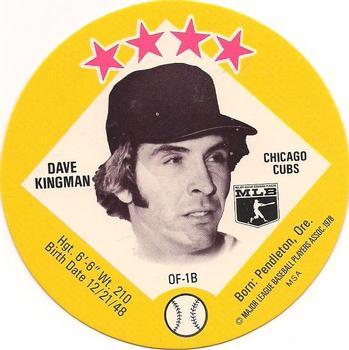 DAVE
KINGMAN
CHICAGO
CUBS
MLB
OF-1B
Hgt. 6'-6" Wt. 210
Birth Date 12/21/48
Born: Pendleton, Ore.
© MAJOR LEAGUE BASEBALL PLAYERS ASSOC. 1978
MSA